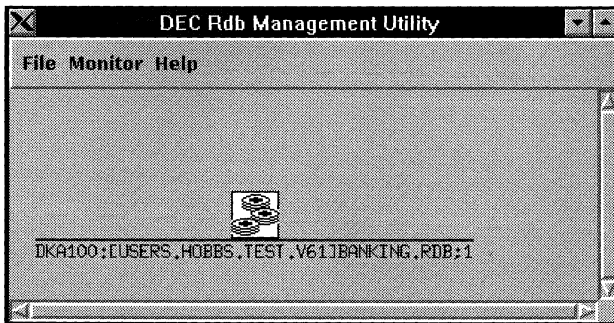 DEC Rdb Management Utility
File Monitor Help
DKA100:[USERS.HOBBS.TEST.V61]BANKING.RDB;1